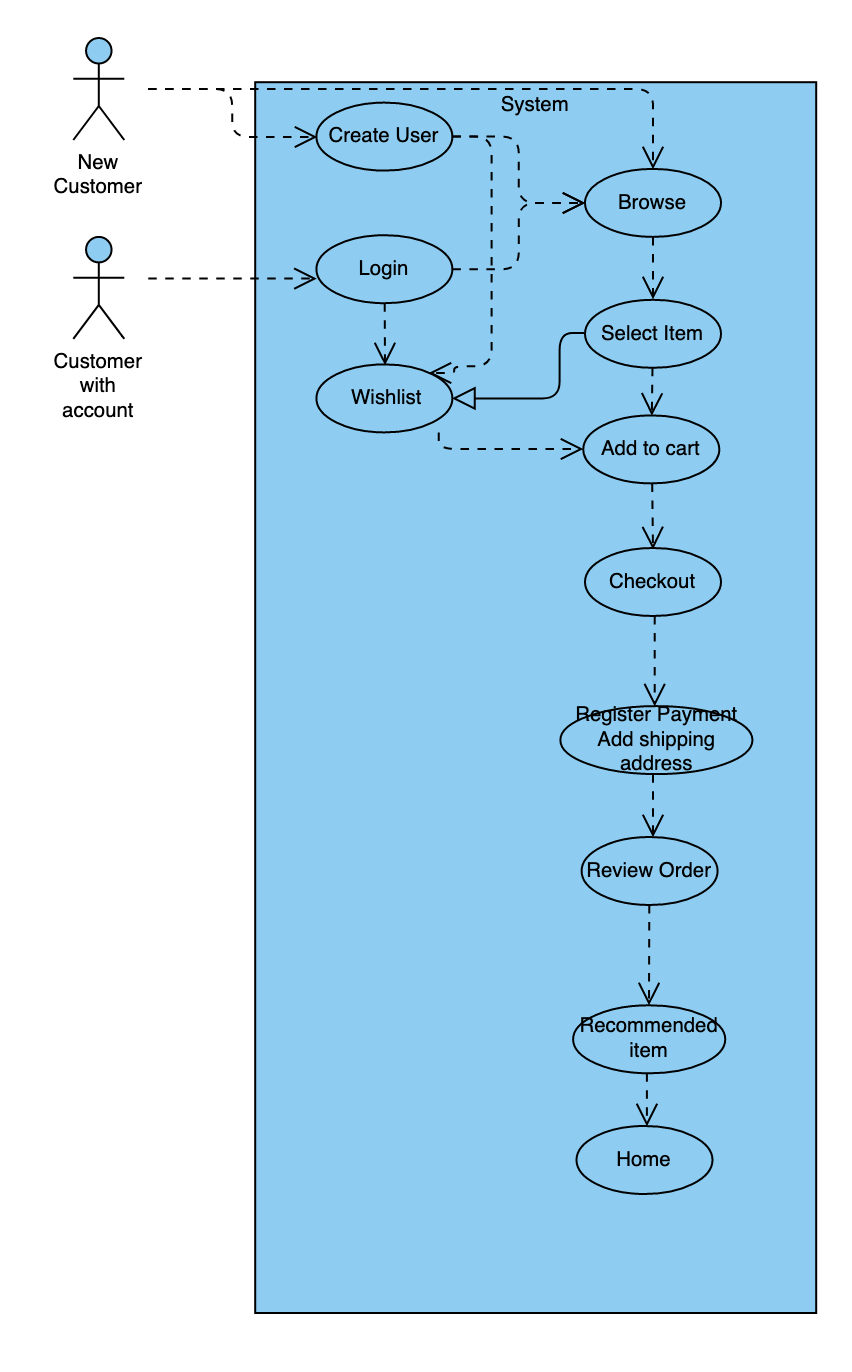 New
Customer
System
Create User
Browse
Login
Customer
with
account
Select Item
Wishlist
Add to cart
Checkout
Register Payment
Add shipping
address
Review Order
Recommended
item
Home